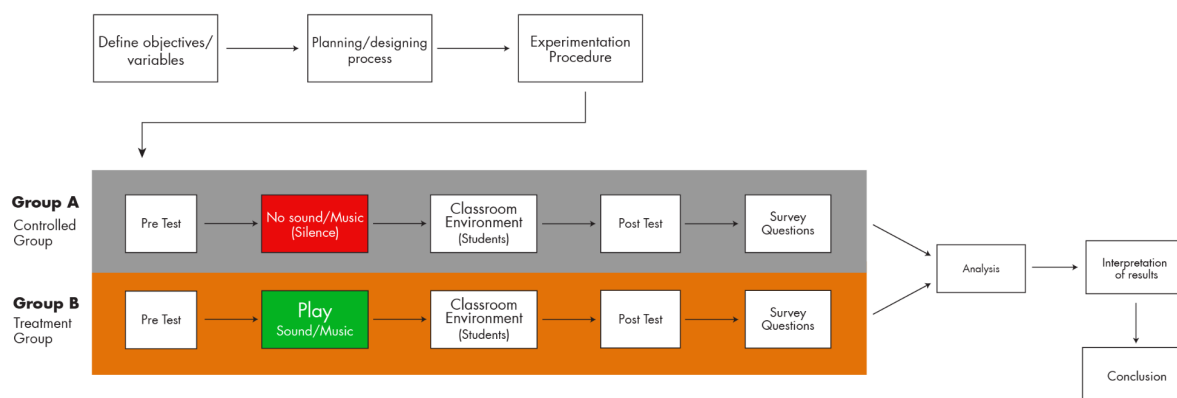 Define objectives/
variables
Planning/designing
process
Experimentation
Procedure
Group A
Controlled
Group
Pre Test
No sound/Music
(Silence)
Classroom
Environment
(Students)
Post Test
Survey
Questions
Group B
Treatment
Group
Pre Test
Play
Sound/Music
Classroom
Environment
(Students)
Post Test
Survey
Questions
Analysis
Interpretation
of results
Conclusion